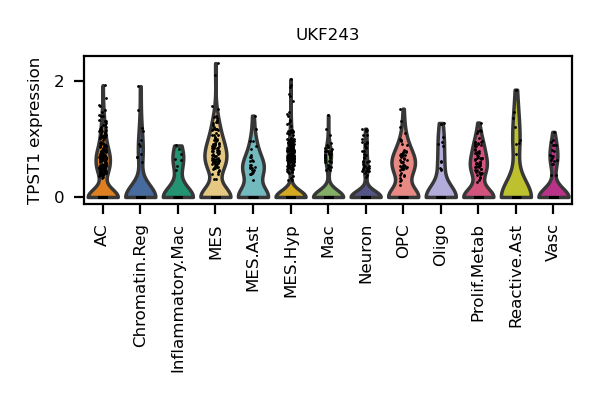 UKF243
TPST1 expression
2
0
AC
Chromatin.Reg
Inflammatory.Mac
MES
MES.Ast
MES.Hyp
Mac
Neuron
OPC
Oligo
Prolif.Metab
Reactive.Ast
Vasc